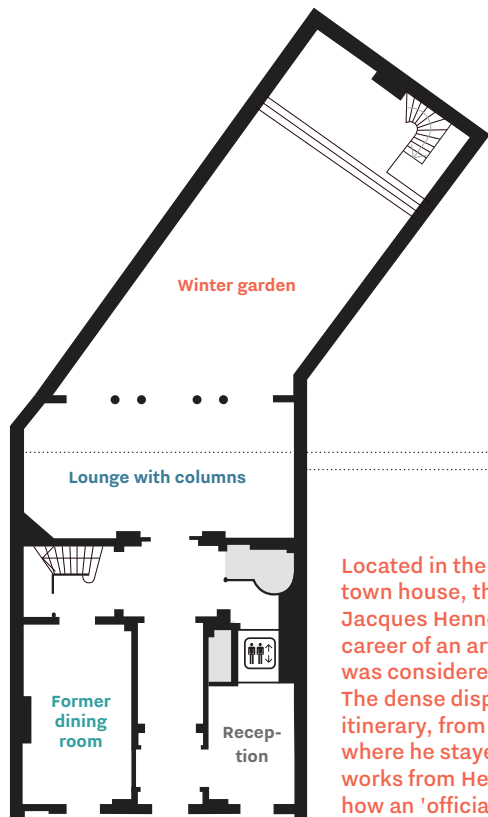 Winter garden
Lounge with columns
Former
dining
room
Recep-
tion
Located in the
town house, th
Jacques Henne
career of an ar
was considere
The dense disp
itinerary, from
where he staye
works from He
how an 'officia